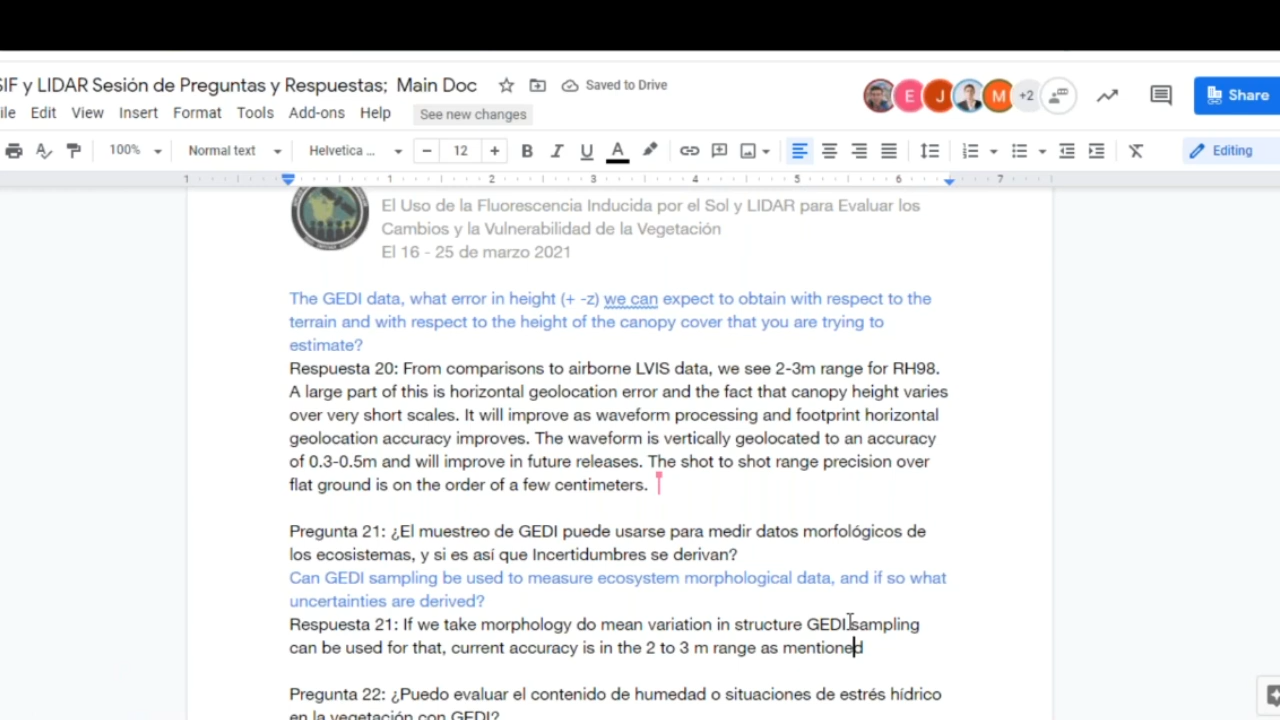 SIF y LIDAR Sesión de Preguntas y Respuestas; Main Doc
Saved to Drive
E J M +2
Share
ile Edit View Insert Format Tools Add-ons Help See new changes
100% Normal text Helvetica ... 12 B I U A Editing
1 1 2 3 4 5 6 7
El Uso de la Fluorescencia Inducida por el Sol y LIDAR para Evaluar los
Cambios y la Vulnerabilidad de la Vegetación
El 16 - 25 de marzo 2021
The GEDI data, what error in height (+ -z) we can expect to obtain with respect to the
terrain and with respect to the height of the canopy cover that you are trying to
estimate?
Respuesta 20: From comparisons to airborne LVIS data, we see 2-3m range for RH98.
A large part of this is horizontal geolocation error and the fact that canopy height varies
over very short scales. It will improve as waveform processing and footprint horizontal
geolocation accuracy improves. The waveform is vertically geolocated to an accuracy
of 0.3-0.5m and will improve in future releases. The shot to shot range precision over
flat ground is on the order of a few centimeters.
Pregunta 21: ¿El muestreo de GEDI puede usarse para medir datos morfológicos de
los ecosistemas, y si es así que Incertidumbres se derivan?
Can GEDI sampling be used to measure ecosystem morphological data, and if so what
uncertainties are derived?
Respuesta 21: If we take morphology do mean variation in structure GEDI sampling
can be used for that, current accuracy is in the 2 to 3 m range as mentioned
Pregunta 22: ¿Puedo evaluar el contenido de humedad o situaciones de estrés hídrico
en la vegetación con GEDI?